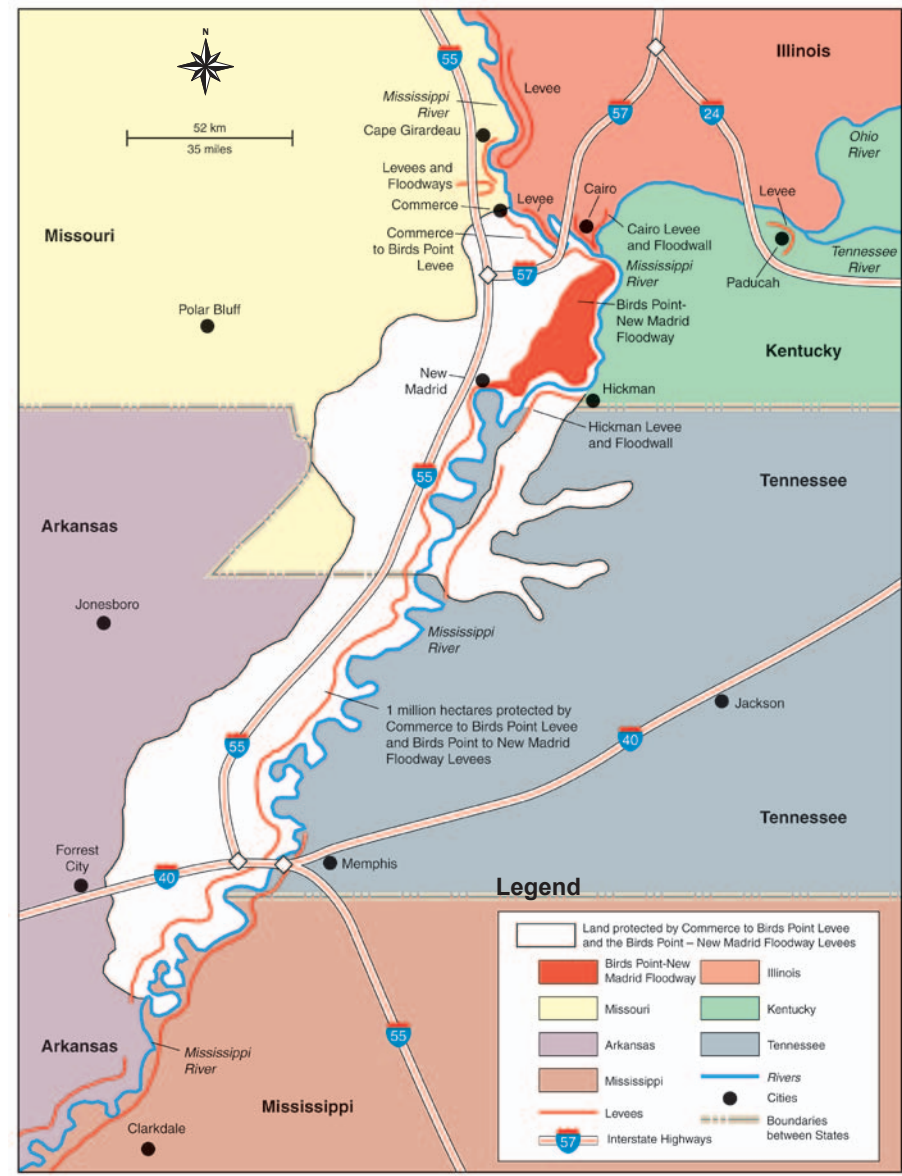 N
52 km
35 miles
55
Illinois
Mississippi
River
Levee
57
24
Cape Girardeau
Ohio
River
Levees and
Floodways
Levee
Commerce
Levee
Cairo
Cairo Levee
and Floodwall
Missouri
Commerce
to Birds Point
Levee
Mississippi
River
Paducah
Tennessee
River
57
Polar Bluff
Birds Point-
New Madrid
Floodway
Kentucky
New
Madrid
Hickman
Hickman Levee
and Floodwall
55
Tennessee
Arkansas
Jonesboro
Mississippi
River
1 million hectares protected by
Commerce to Birds Point Levee
and Birds Point to New Madrid
Floodway Levees
Jackson
55
40
Tennessee
Forrest
City
40
Memphis
Legend
Land protected by Commerce to Birds Point Levee
and the Birds Point – New Madrid Floodway Levees
Birds Point-New
Madrid Floodway
Illinois
Missouri
Kentucky
Arkansas
Tennessee
Mississippi
Rivers
Cities
Levees
Boundaries
between States
57
Interstate Highways
55
Arkansas
Mississippi
River
Mississippi
Clarkdale